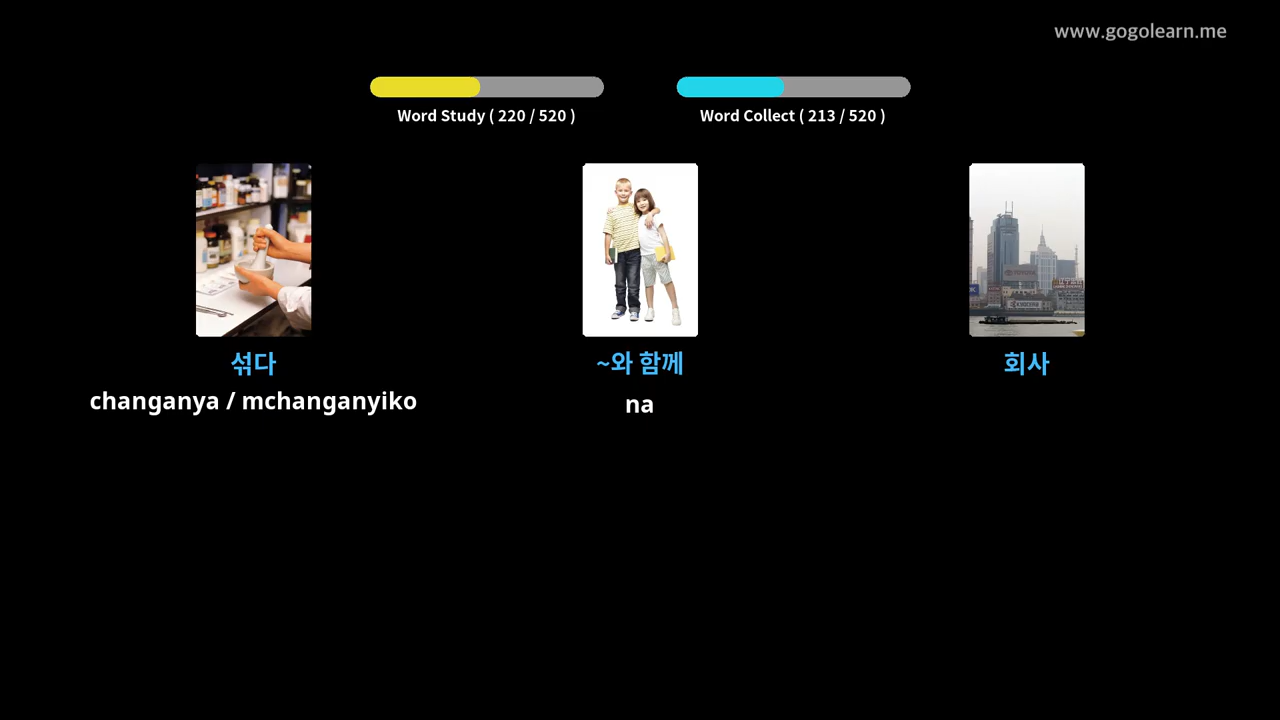 www.gogolearn.me
Word Study ( 220 / 520 )
Word Collect ( 213 / 520 )
TOYOTA
섞다
~와 함께
회사
changanya / mchanganyiko
na